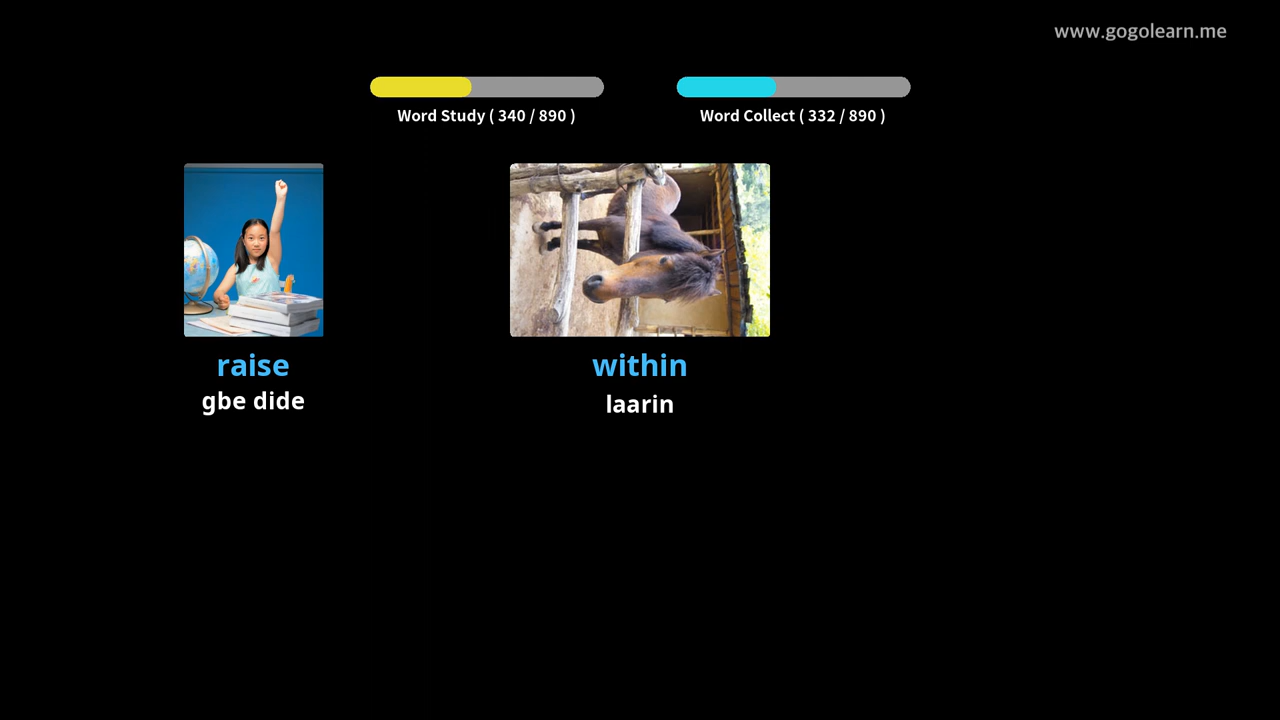 www.gogolearn.me
Word Study ( 340 / 890 )
Word Collect ( 332 / 890 )
raise
gbe dide
within
laarin